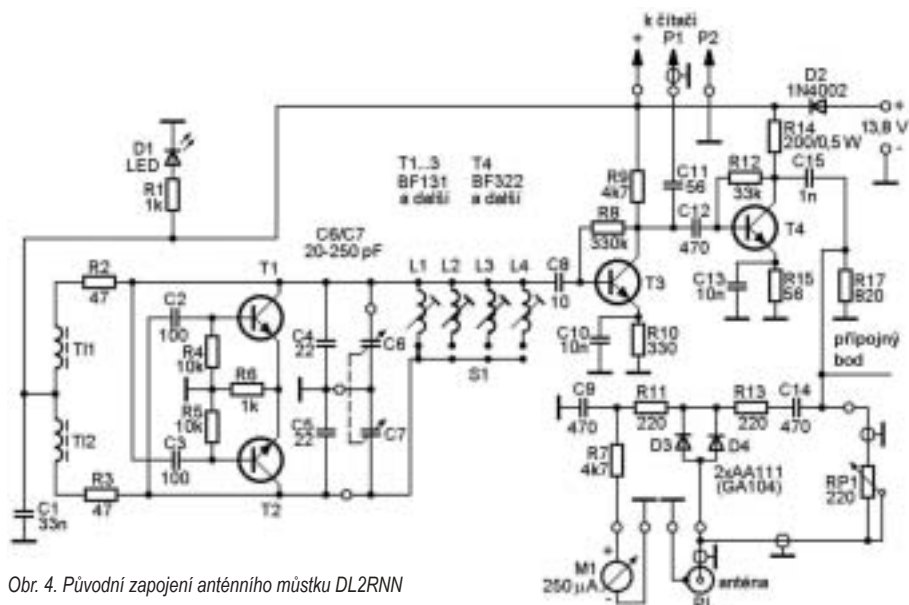 k čítači
+ P1 P2
D2
1N4002
+
13,8 V
-
D1
LED
R1
1k
T1...3
BF131
a další
T4
BF322
a další
R9
4k7
C11
56
R12
33k
R14
200/0,5 W
C15
1n
R8
330k
C12
470
T4
C6/C7
20-250 pF
R2
47
T1
L1 L2 L3 L4
C8
10
T3
C13
10n
R15
56
R17
820
C2
100
R4
10k
R6
1k
C4
22
C6
C10
10n
R10
330
přípojný
bod
Tl1
S1
R5
10k
C9
470
R11
220
R13
220
C14
470
Tl2
C3
100
C5
22
C7
R7
4k7
D3
D4
2xAA111
(GA104)
RP1
220
R3
47
T2
C1
33n
+
M1
250 µA
-
anténa
Obr. 4. Původní zapojení anténního můstku DL2RNN